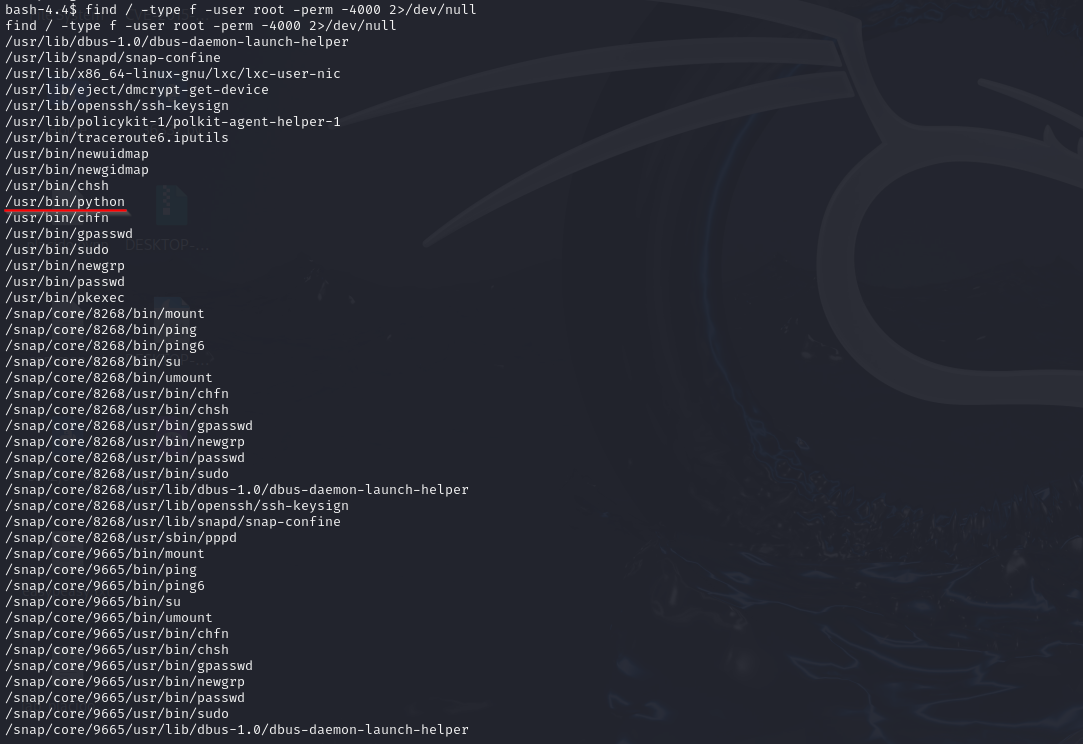 bash-4.4$ find / -type f -user root -perm -4000 2>/dev/null
find / -type f -user root -perm -4000 2>/dev/null
/usr/lib/dbus-1.0/dbus-daemon-launch-helper
/usr/lib/snapd/snap-confine
/usr/lib/x86_64-linux-gnu/lxc/lxc-user-nic
/usr/lib/eject/dmcrypt-get-device
/usr/lib/openssh/ssh-keysign
/usr/lib/policykit-1/polkit-agent-helper-1
/usr/bin/traceroute6.iputils
/usr/bin/newuidmap
/usr/bin/newgidmap
/usr/bin/chsh
/usr/bin/python
/usr/bin/chfn
/usr/bin/gpasswd
DESKTOP-...
/usr/bin/sudo
/usr/bin/newgrp
/usr/bin/passwd
/usr/bin/pkexec
/snap/core/8268/bin/mount
/snap/core/8268/bin/ping
/snap/core/8268/bin/ping6
/snap/core/8268/bin/su
/snap/core/8268/bin/umount
/snap/core/8268/usr/bin/chfn
/snap/core/8268/usr/bin/chsh
/snap/core/8268/usr/bin/gpasswd
/snap/core/8268/usr/bin/newgrp
/snap/core/8268/usr/bin/passwd
/snap/core/8268/usr/bin/sudo
/snap/core/8268/usr/lib/dbus-1.0/dbus-daemon-launch-helper
/snap/core/8268/usr/lib/openssh/ssh-keysign
/snap/core/8268/usr/lib/snapd/snap-confine
/snap/core/8268/usr/sbin/pppd
/snap/core/9665/bin/mount
/snap/core/9665/bin/ping
/snap/core/9665/bin/ping6
/snap/core/9665/bin/su
/snap/core/9665/bin/umount
/snap/core/9665/usr/bin/chfn
/snap/core/9665/usr/bin/chsh
/snap/core/9665/usr/bin/gpasswd
/snap/core/9665/usr/bin/newgrp
/snap/core/9665/usr/bin/passwd
/snap/core/9665/usr/bin/sudo
/snap/core/9665/usr/lib/dbus-1.0/dbus-daemon-launch-helper